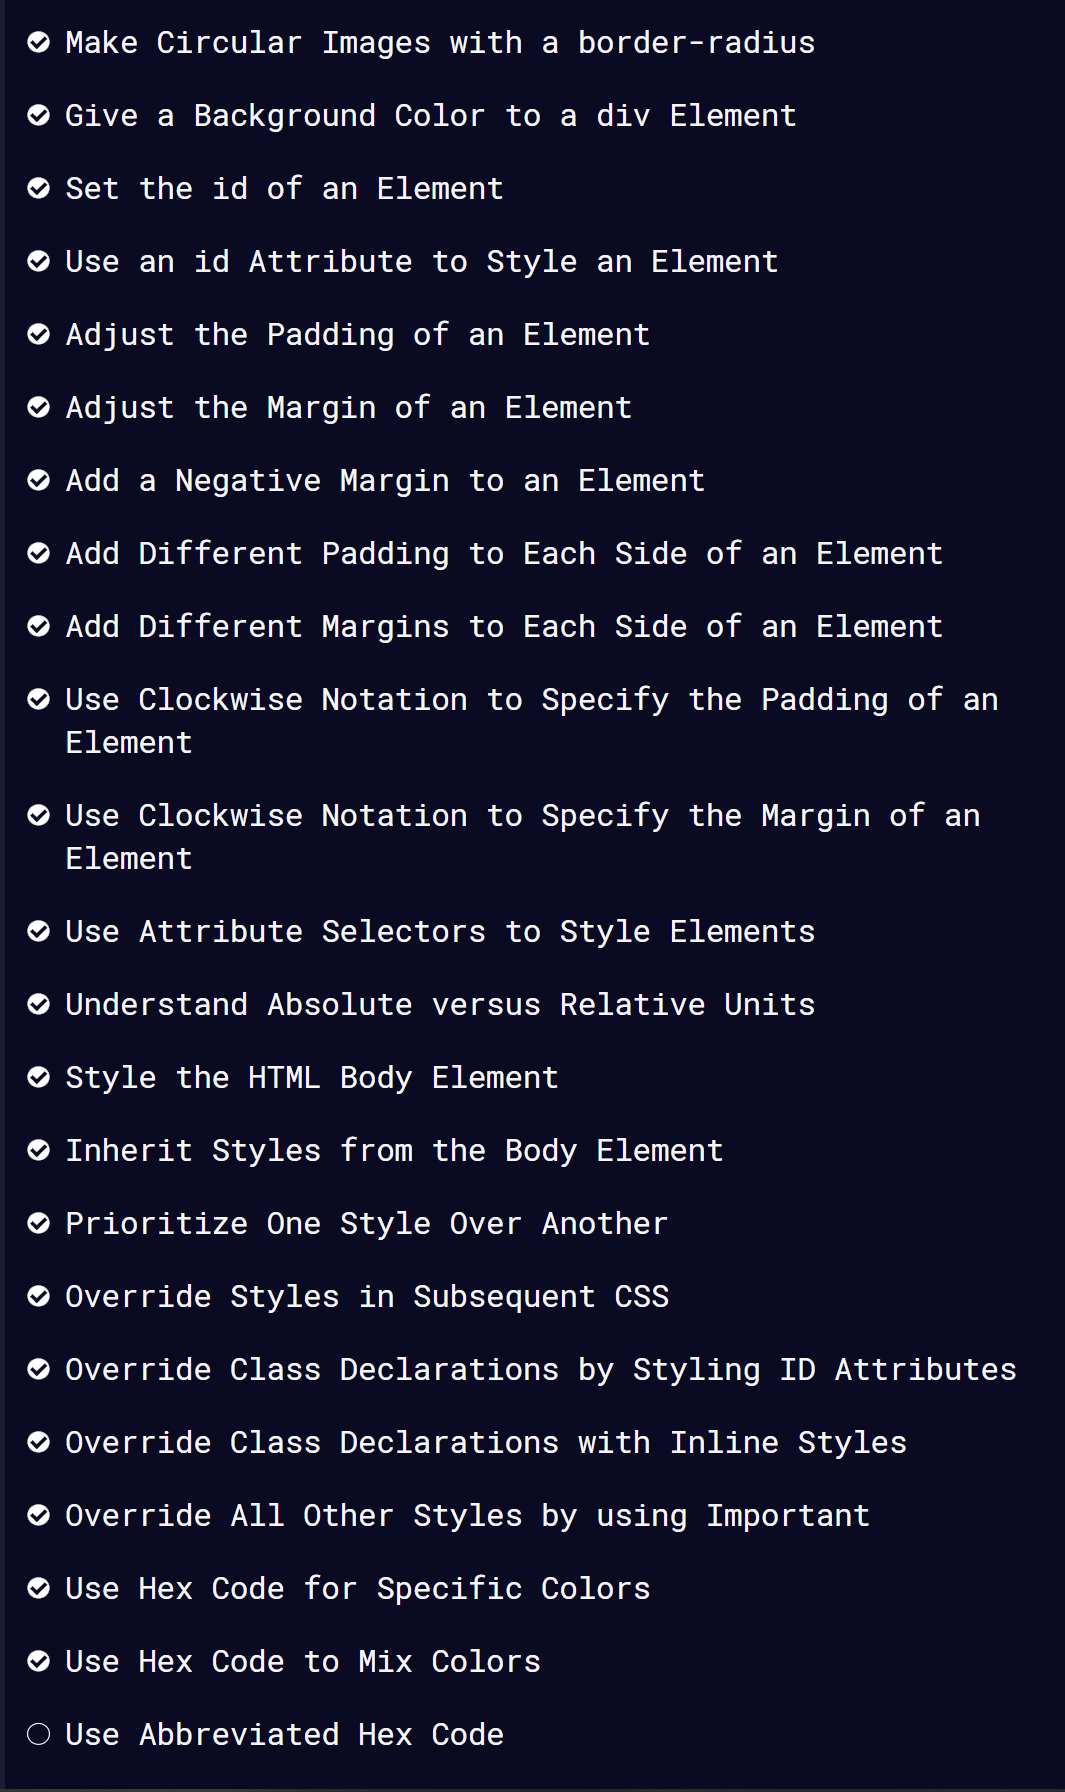 Make Circular Images with a border-radius
Give a Background Color to a div Element
Set the id of an Element
Use an id Attribute to Style an Element
Adjust the Padding of an Element
Adjust the Margin of an Element
Add a Negative Margin to an Element
Add Different Padding to Each Side of an Element
Add Different Margins to Each Side of an Element
Use Clockwise Notation to Specify the Padding of an
Element
Use Clockwise Notation to Specify the Margin of an
Element
Use Attribute Selectors to Style Elements
Understand Absolute versus Relative Units
Style the HTML Body Element
Inherit Styles from the Body Element
Prioritize One Style Over Another
Override Styles in Subsequent CSS
Override Class Declarations by Styling ID Attributes
Override Class Declarations with Inline Styles
Override All Other Styles by using Important
Use Hex Code for Specific Colors
Use Hex Code to Mix Colors
Use Abbreviated Hex Code